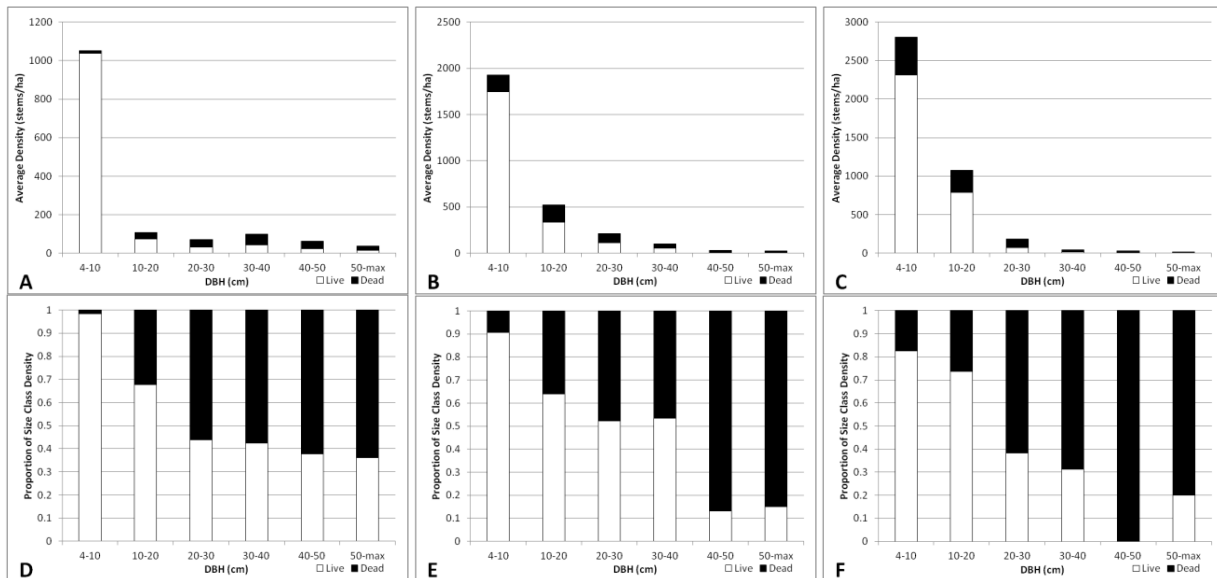 1200
1000
800
600
400
200
0
Average Density (stems/ha)
4-10 10-20 20-30 30-40 40-50 50-max
DBH (cm)
Live Dead
A
2500
2000
1500
1000
500
0
Average Density (stems/ha)
4-10 10-20 20-30 30-40 40-50 50-max
DBH (cm)
Live Dead
B
3000
2500
2000
1500
1000
500
0
Average Density (stems/ha)
4-10 10-20 20-30 30-40 40-50 50-max
DBH (cm)
Live Dead
C
1
0.9
0.8
0.7
0.6
0.5
0.4
0.3
0.2
0.1
0
Proportion of Size Class Density
4-10 10-20 20-30 30-40 40-50 50-max
DBH (cm)
Live Dead
D
1
0.9
0.8
0.7
0.6
0.5
0.4
0.3
0.2
0.1
0
Proportion of Size Class Density
4-10 10-20 20-30 30-40 40-50 50-max
DBH (cm)
Live Dead
E
1
0.9
0.8
0.7
0.6
0.5
0.4
0.3
0.2
0.1
0
Proportion of Size Class Density
4-10 10-20 20-30 30-40 40-50 50-max
DBH (cm)
Live Dead
F